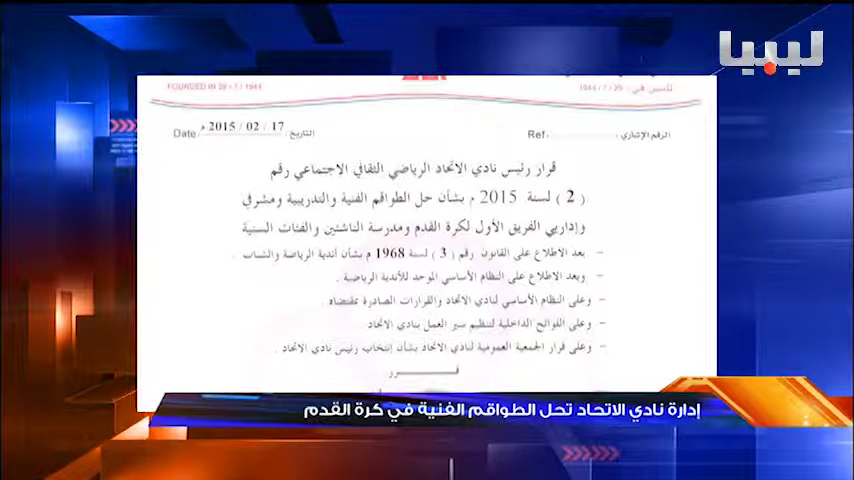 ليبيا
FOUNDED IN 29 / 7 / 1944
تأسس في : 29 / 7 / 1944
Date التاريخ : 17 / 02 / 2015 م
Ref. الرقم الإشاري :
قرار رئيس نادي الاتحاد الرياضي الثقافي الاجتماعي رقم
( 2 ) لسنة 2015 م بشأن حل الطواقم الفنية والتدريبية ومشرفي
وإداريي الفريق الأول لكرة القدم ومدرسة الناشئين والفئات السنية
– بعد الاطلاع على القانون رقم ( 3 ) لسنة 1968 م بشأن أندية الرياضة والشباب .
– وبعد الاطلاع على النظام الأساسي الموحد للأندية الرياضية .
– وعلى النظام الأساسي لنادي الاتحاد والقرارات الصادرة بمقتضاه .
– وعلى اللوائح الداخلية لتنظيم سير العمل بنادي الاتحاد .
– وعلى قرار الجمعية العمومية لنادي الاتحاد بشأن إنتخاب رئيس نادي الاتحاد .
قـــــــــرر
إدارة نادي الاتحاد تحل الطواقم الفنية في كرة القدم